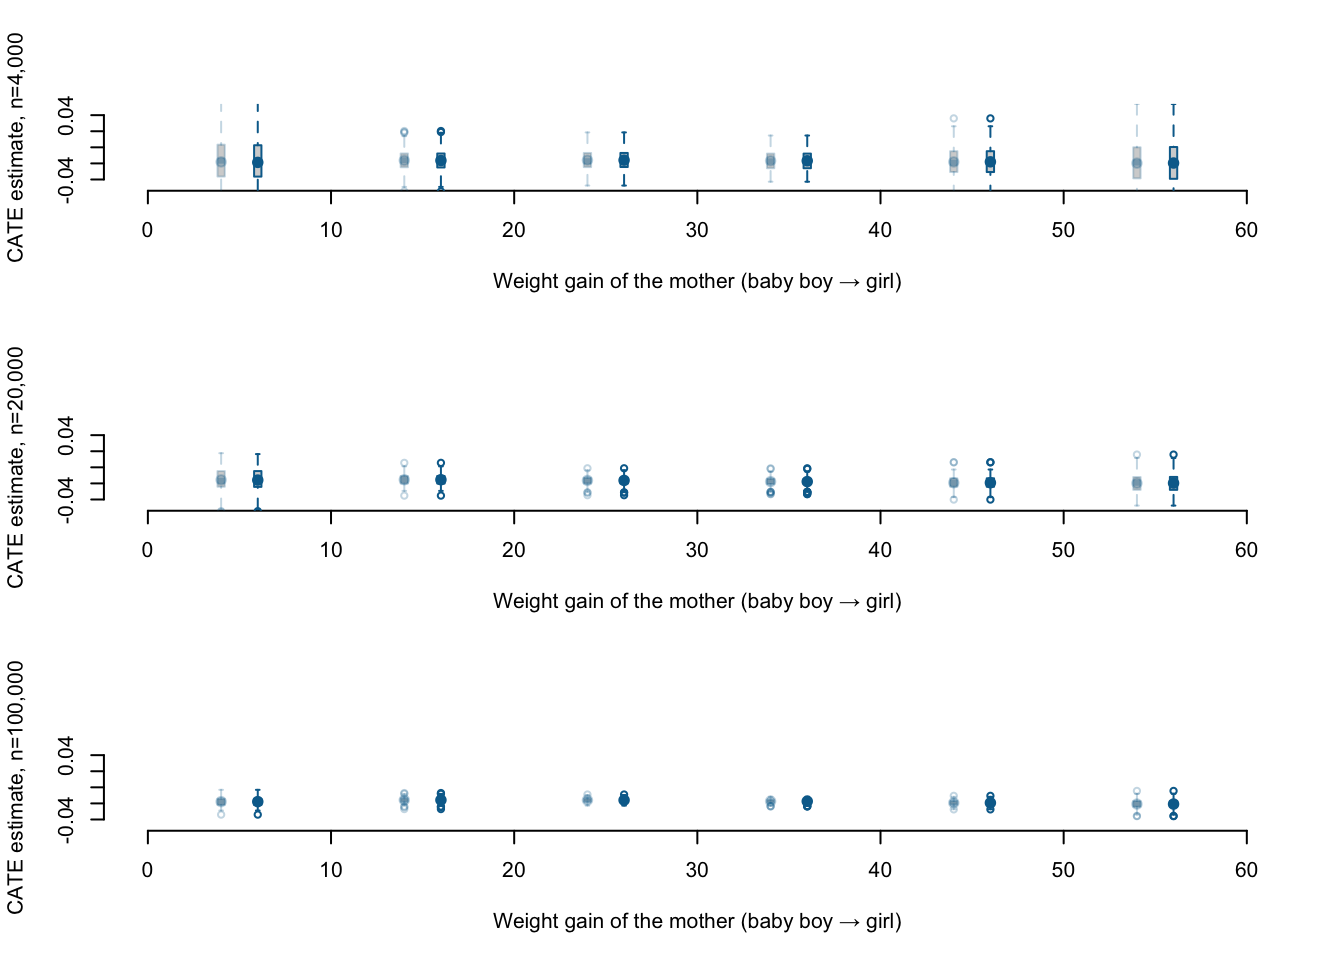 CATE estimate, n=4,000
0.04
-0.04
0 10 20 30 40 50 60
Weight gain of the mother (baby boy → girl)
CATE estimate, n=20,000
0.04
-0.04
0 10 20 30 40 50 60
Weight gain of the mother (baby boy → girl)
CATE estimate, n=100,000
0.04
-0.04
0 10 20 30 40 50 60
Weight gain of the mother (baby boy → girl)